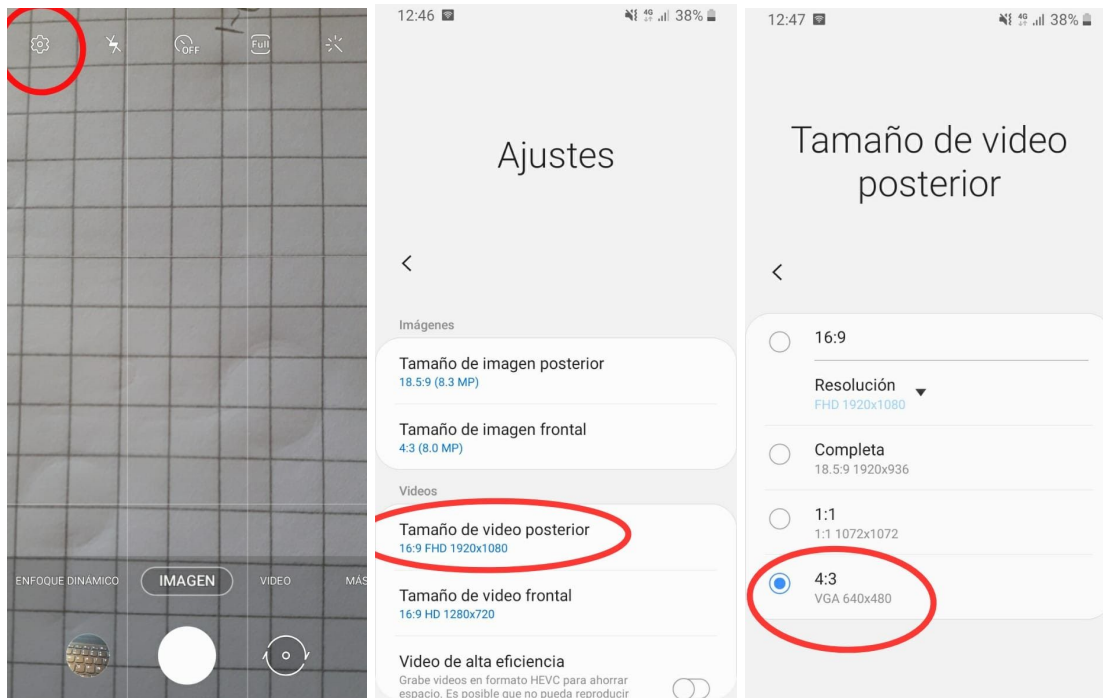 OFF
Full
ENFOQUE DINÁMICO
IMAGEN
VIDEO
MÁS
12:46
4G
38%
Ajustes
Imágenes
Tamaño de imagen posterior
18.5:9 (8.3 MP)
Tamaño de imagen frontal
4:3 (8.0 MP)
Videos
Tamaño de video posterior
16:9 FHD 1920x1080
Tamaño de video frontal
16:9 HD 1280x720
Video de alta eficiencia
Grabe videos en formato HEVC para ahorrar
espacio. Es posible que no pueda reproducir
12:47
4G
38%
Tamaño de video
posterior
16:9
Resolución
FHD 1920x1080
Completa
18.5:9 1920x936
1:1
1:1 1072x1072
4:3
VGA 640x480